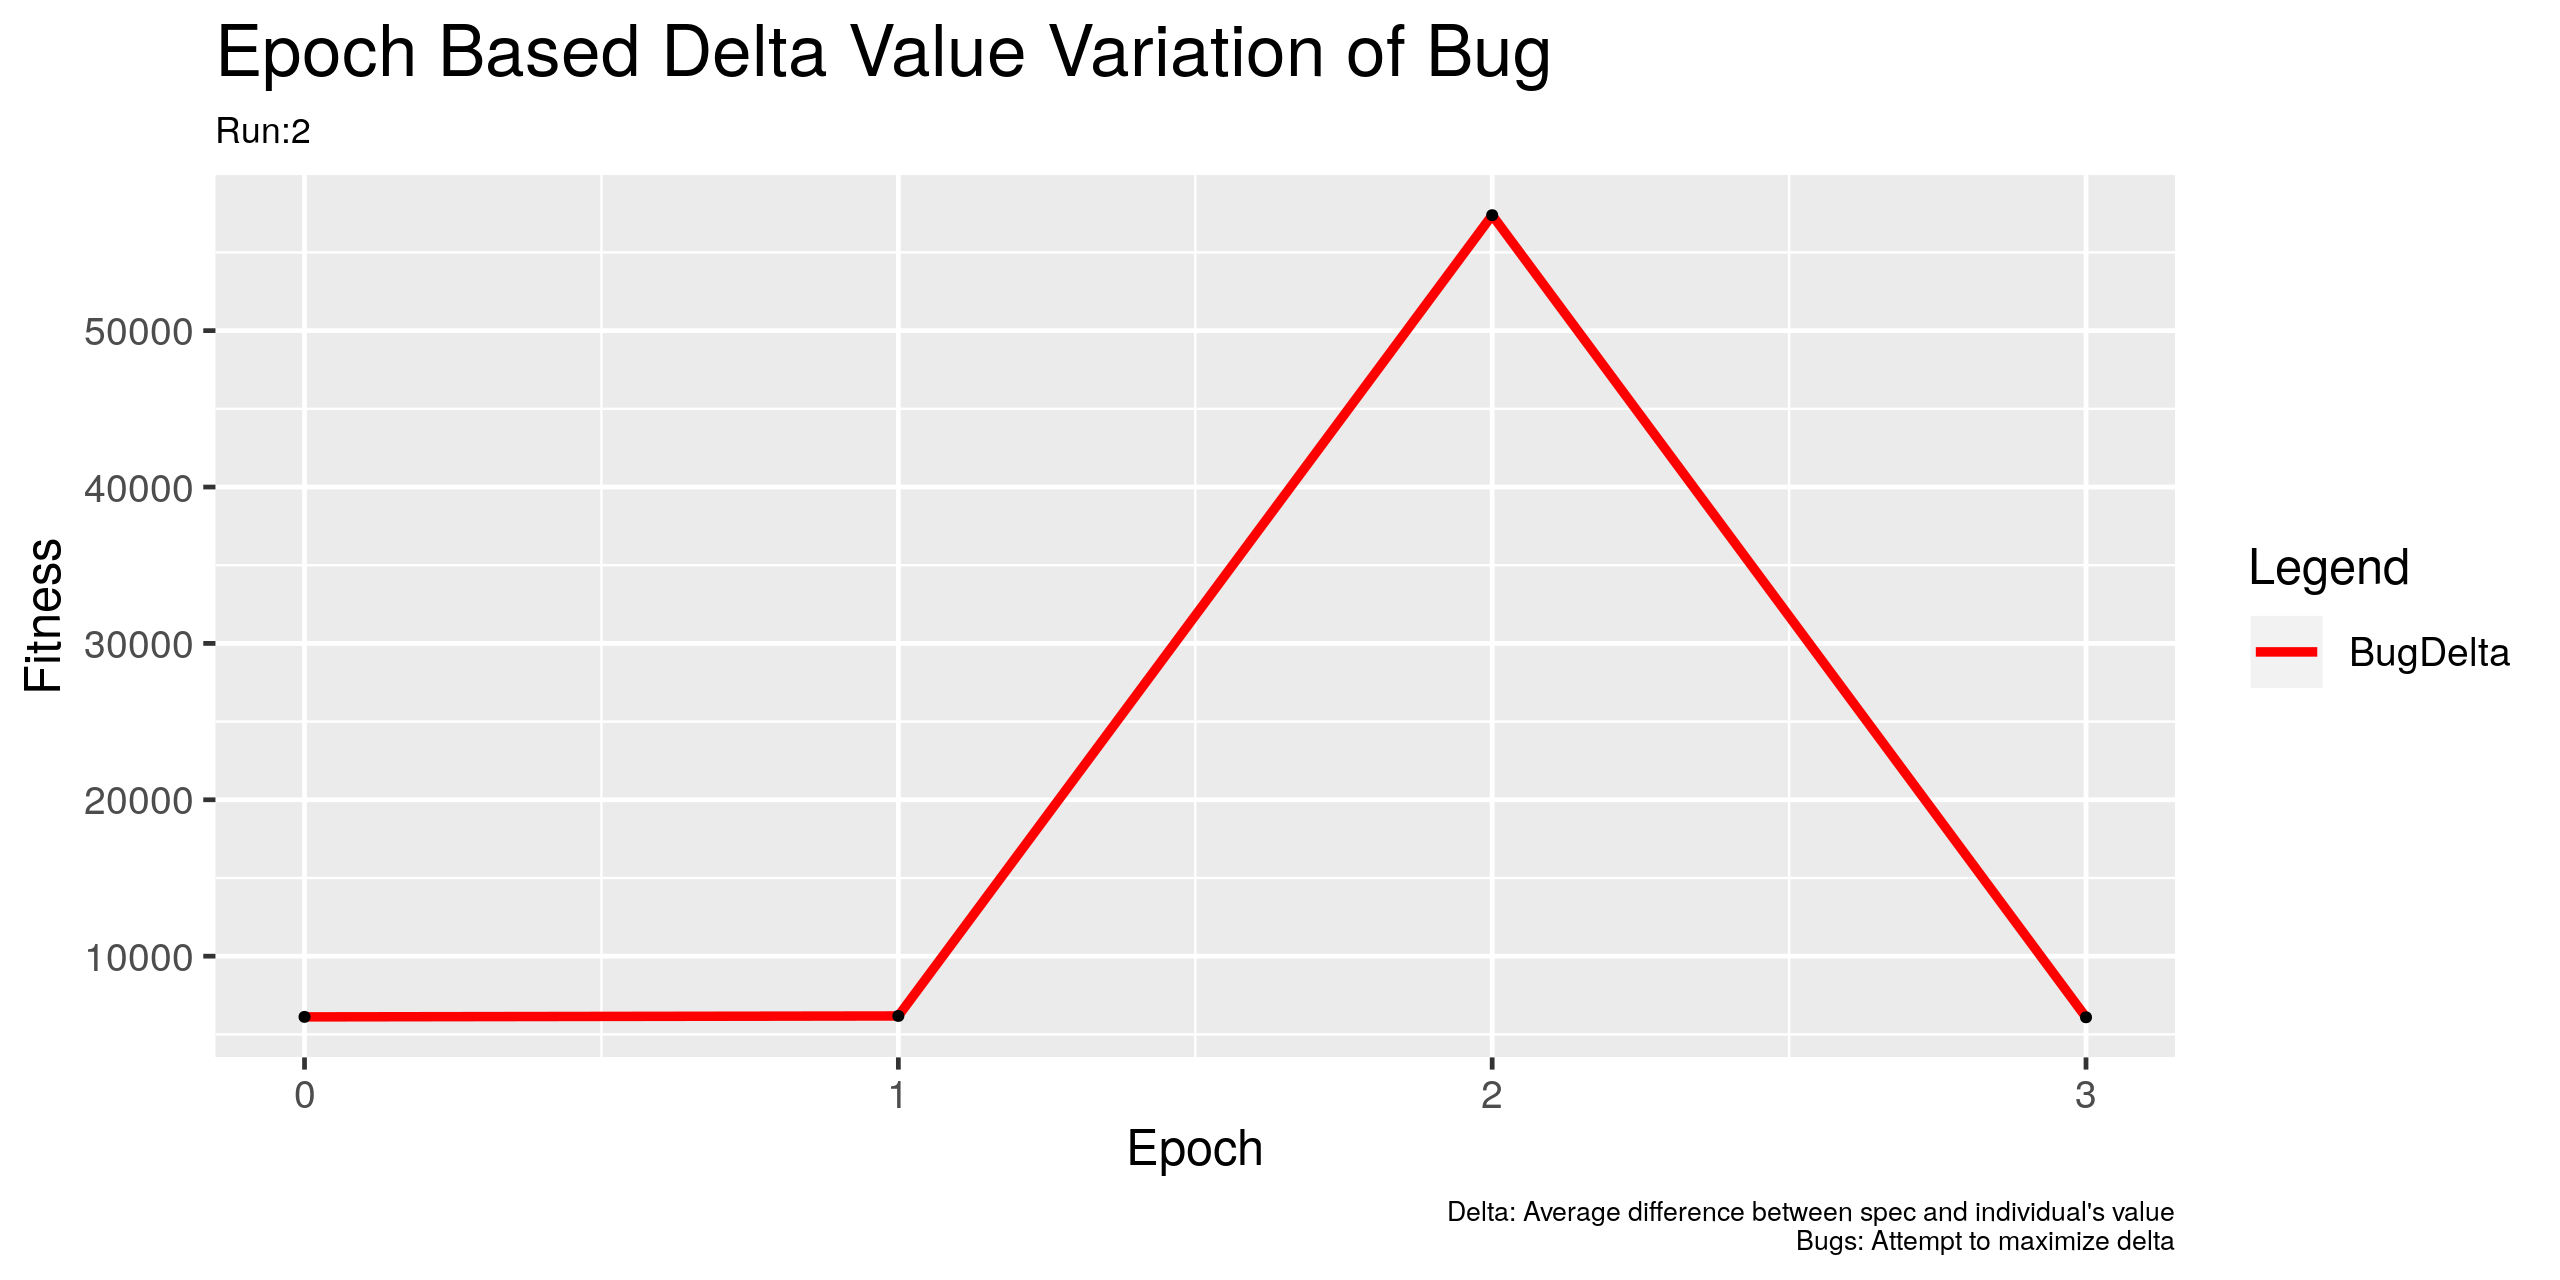 Epoch Based Delta Value Variation of Bug
Run:2
Fitness
50000
40000
30000
20000
10000
0 1 2 3
Epoch
Legend
BugDelta
Delta: Average difference between spec and individual's value
Bugs: Attempt to maximize delta